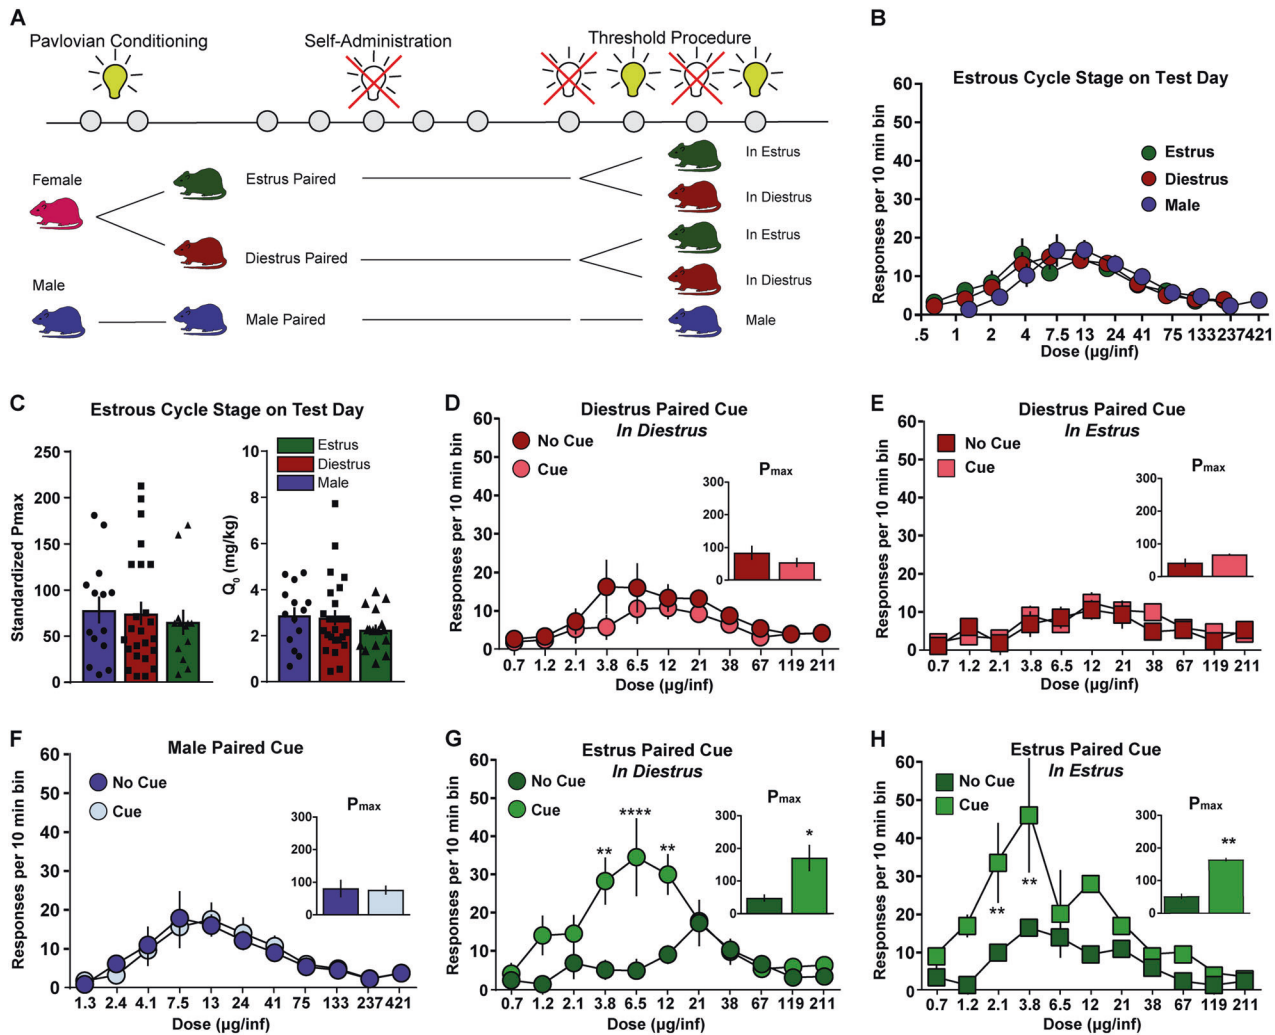 A
Pavlovian Conditioning
Self-Administration
Threshold Procedure
Female
Estrus Paired
In Estrus
In Diestrus
Diestrus Paired
In Estrus
In Diestrus
Male
Male Paired
Male
B
Estrous Cycle Stage on Test Day
Responses per 10 min bin
60
50
40
30
20
10
0
Estrus
Diestrus
Male
.5 1 2 4 7.5 13 24 41 75 133 237 421
Dose (µg/inf)
C
Estrous Cycle Stage on Test Day
Standardized Pmax
250
200
150
100
50
0
Q0 (mg/kg)
10
8
6
4
2
0
Estrus
Diestrus
Male
D
Diestrus Paired Cue
In Diestrus
Responses per 10 min bin
60
50
40
30
20
10
0
No Cue
Cue
Pmax
300
200
100
0
0.7 1.2 2.1 3.8 6.5 12 21 38 67 119 211
Dose (µg/inf)
E
Diestrus Paired Cue
In Estrus
Responses per 10 min bin
60
50
40
30
20
10
0
No Cue
Cue
Pmax
300
200
100
0
0.7 1.2 2.1 3.8 6.5 12 21 38 67 119 211
Dose (µg/inf)
F
Male Paired Cue
Responses per 10 min bin
60
50
40
30
20
10
0
No Cue
Cue
Pmax
300
200
100
0
1.3 2.4 4.1 7.5 13 24 41 75 133 237 421
Dose (µg/inf)
G
Estrus Paired Cue
In Diestrus
Responses per 10 min bin
60
50
40
30
20
10
0
No Cue
Cue
** **** **
Pmax
300
200
100
0
*
0.7 1.2 2.1 3.8 6.5 12 21 38 67 119 211
Dose (µg/inf)
H
Estrus Paired Cue
In Estrus
Responses per 10 min bin
60
50
40
30
20
10
0
No Cue
Cue
** **
Pmax
300
200
100
0
**
0.7 1.2 2.1 3.8 6.5 12 21 38 67 119 211
Dose (µg/inf)